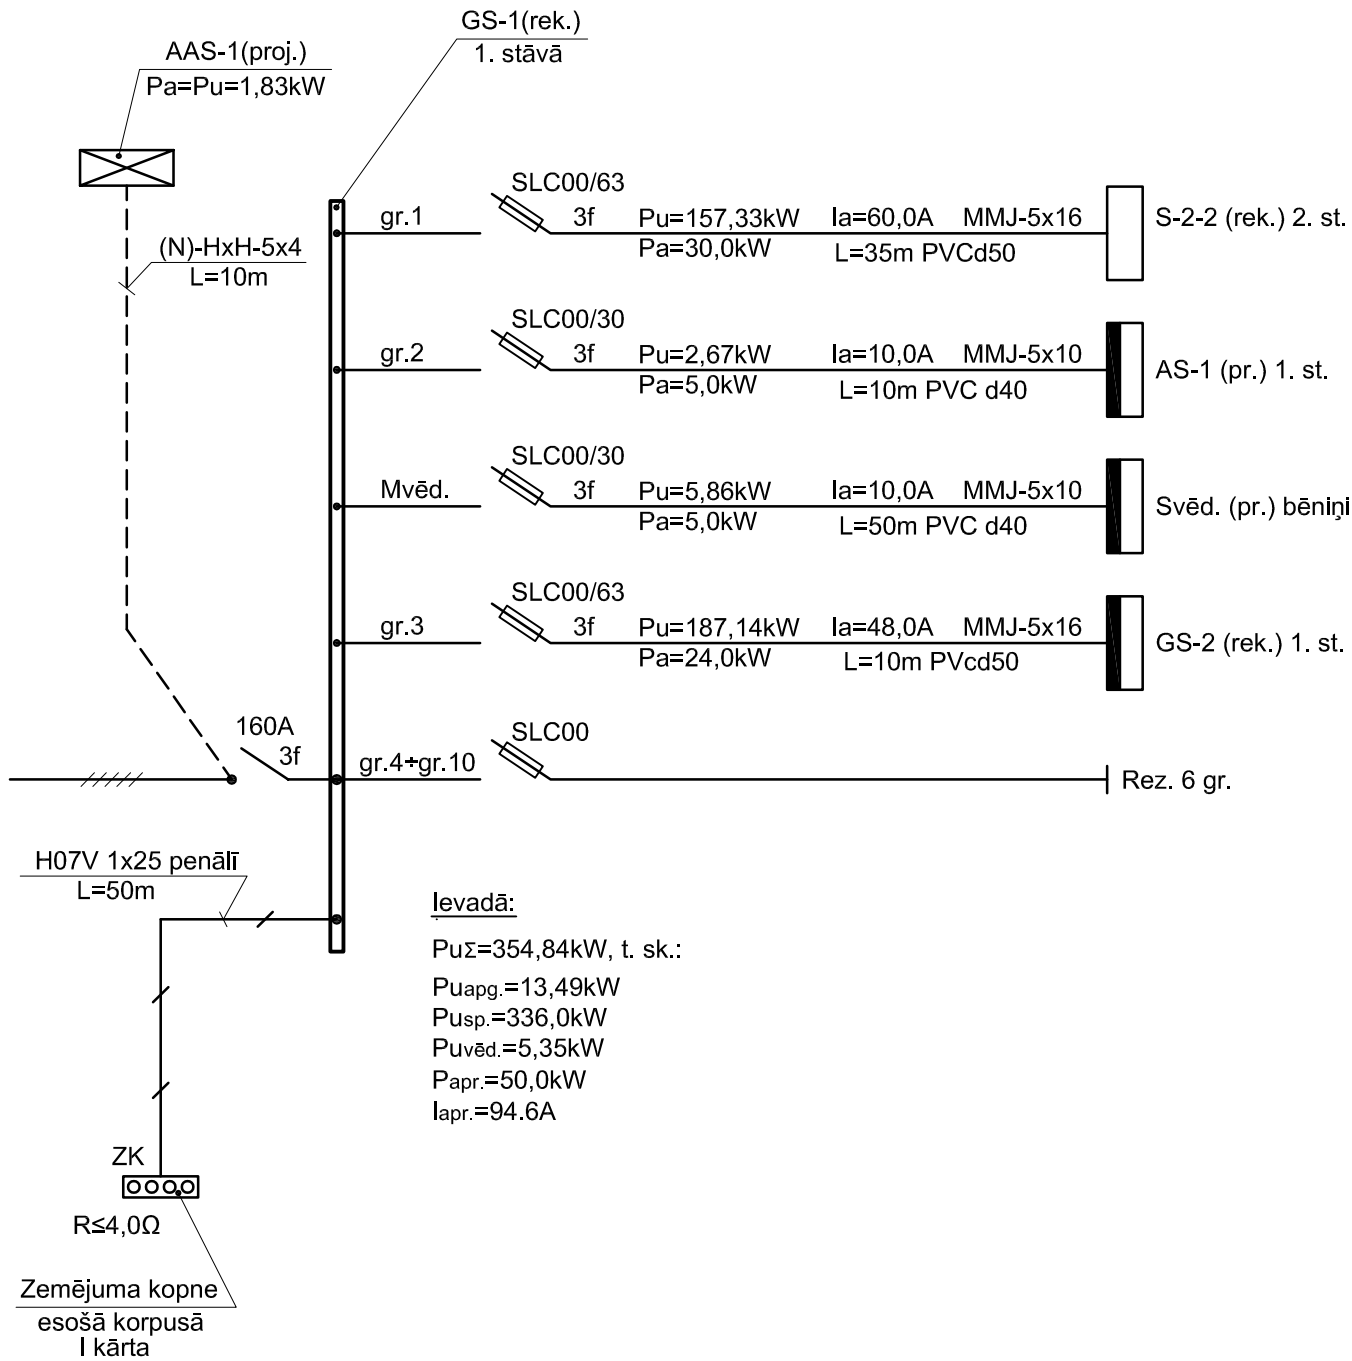 GS-1(rek.)
1. stāvā
AAS-1(proj.)
Pa=Pu=1,83kW
(N)-HxH-5x4
L=10m
gr.1
SLC00/63
3f
Pu=157,33kW
Ia=60,0A
MMJ-5x16
Pa=30,0kW
L=35m PVCd50
S-2-2 (rek.) 2. st.
gr.2
SLC00/30
3f
Pu=2,67kW
Ia=10,0A
MMJ-5x10
Pa=5,0kW
L=10m PVC d40
AS-1 (pr.) 1. st.
Mvēd.
SLC00/30
3f
Pu=5,86kW
Ia=10,0A
MMJ-5x10
Pa=5,0kW
L=50m PVC d40
Svēd. (pr.) bēniņi
gr.3
SLC00/63
3f
Pu=187,14kW
Ia=48,0A
MMJ-5x16
Pa=24,0kW
L=10m PVcd50
GS-2 (rek.) 1. st.
160A
3f
gr.4÷gr.10
SLC00
Rez. 6 gr.
H07V 1x25 penālī
L=50m
Ievadā:
PuΣ=354,84kW, t. sk.:
Puapg.=13,49kW
Pusp.=336,0kW
Puvēd.=5,35kW
Papr.=50,0kW
Iapr.=94.6A
ZK
R≤4,0Ω
Zemējuma kopne
esošā korpusā
I kārta